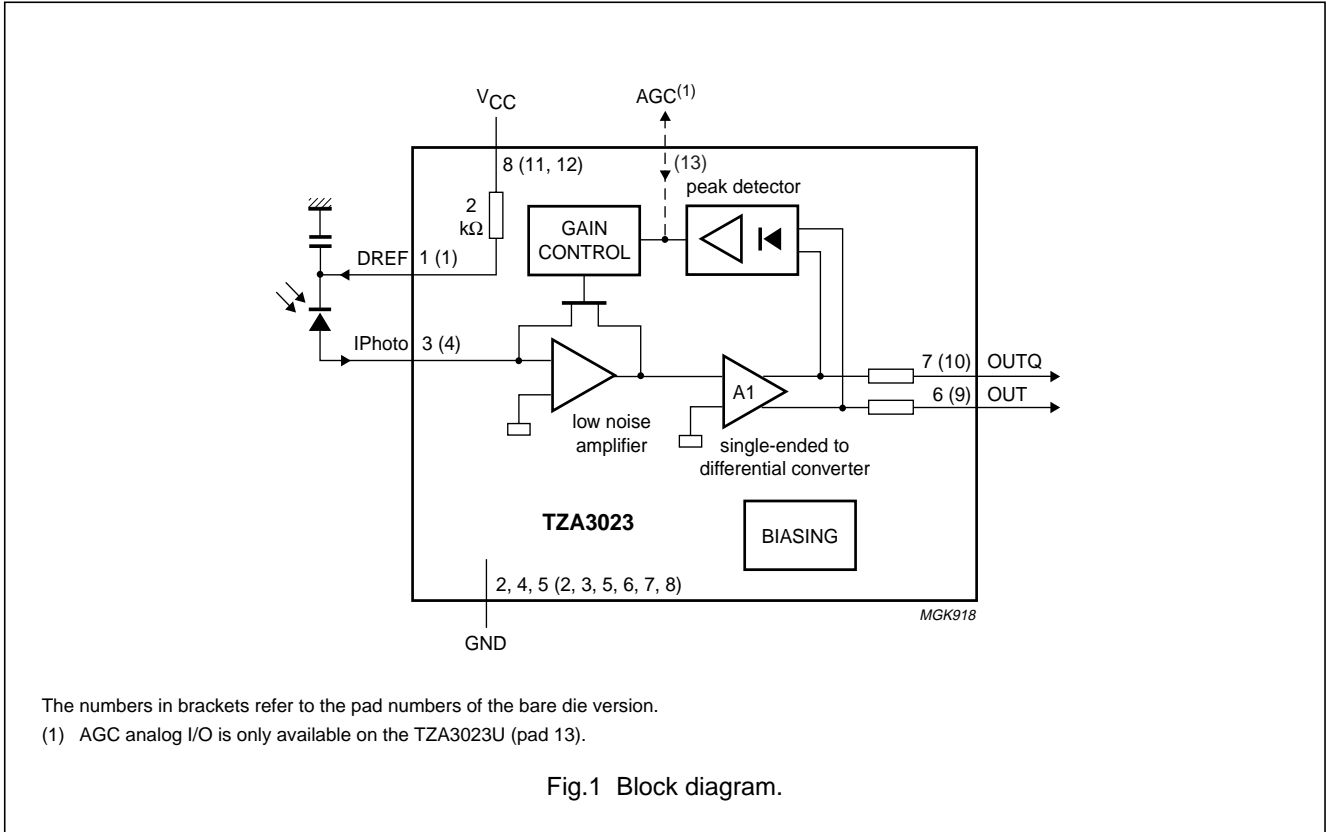 VCC
AGC(1)
8 (11, 12)
(13)
peak detector
2
kΩ
GAIN
CONTROL
DREF
1 (1)
IPhoto
3 (4)
A1
7 (10)
OUTQ
6 (9)
OUT
low noise
amplifier
single-ended to
differential converter
TZA3023
BIASING
2, 4, 5 (2, 3, 5, 6, 7, 8)
MGK918
GND
The numbers in brackets refer to the pad numbers of the bare die version.
(1) AGC analog I/O is only available on the TZA3023U (pad 13).
Fig.1 Block diagram.